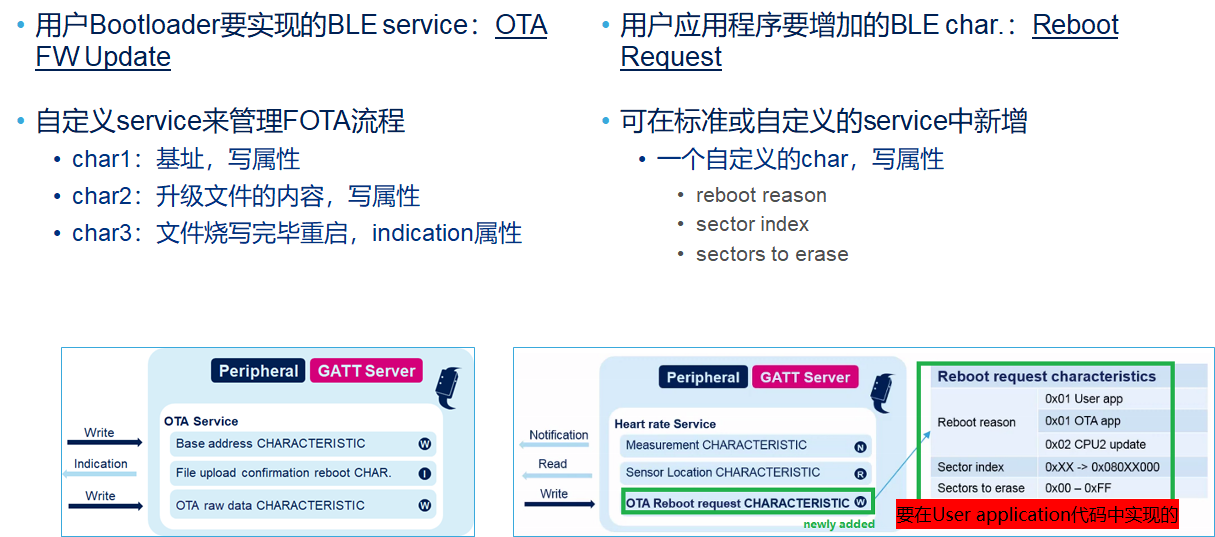 • 用户Bootloader要实现的BLE service：OTA
FW Update
• 自定义service来管理FOTA流程
• char1：基址，写属性
• char2：升级文件的内容，写属性
• char3：文件烧写完毕重启，indication属性
• 用户应用程序要增加的BLE char.：Reboot
Request
• 可在标准或自定义的service中新增
• 一个自定义的char，写属性
• reboot reason
• sector index
• sectors to erase
Peripheral GATT Server
OTA Service
Write
Base address CHARACTERISTIC W
Indication
File upload confirmation reboot CHAR. I
Write
OTA raw data CHARACTERISTIC W
Peripheral GATT Server
Heart rate Service
Notification
Measurement CHARACTERISTIC N
Read
Sensor Location CHARACTERISTIC R
Write
OTA Reboot request CHARACTERISTIC W
newly added
Reboot request characteristics
Reboot reason
0x01 User app
0x01 OTA app
0x02 CPU2 update
Sector index 0xXX -> 0x080XX000
Sectors to erase 0x00 – 0xFF
要在User application代码中实现的